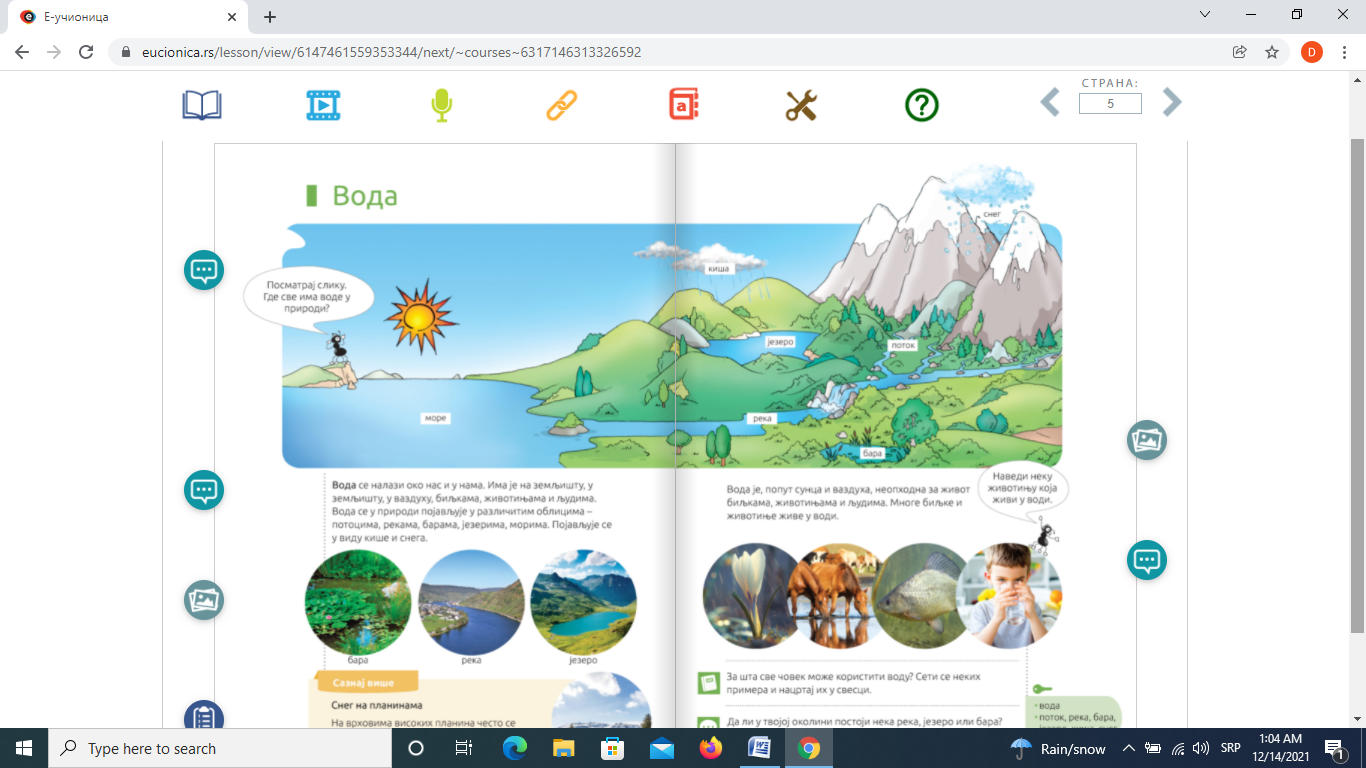 Е-учионица
eucionica.rs/lesson/view/6147461559353344/next/~courses~6317146313326592
D
СТРАНА:
5
a
?
Вода
Посматрај слику.
Где све има воде у
природи?
снег
киша
језеро
поток
море
река
бара
Вода се налази око нас и у нама. Има је на земљишту, у
земљишту, у ваздуху, биљкама, животињама и људима.
Вода се у природи појављује у различитим облицима –
потоцима, рекама, барама, језерима, морима. Појављује се
у виду кише и снега.
бара
река
језеро
Сазнај више
Снег на планинама
На врховима високих планина често се
Вода је, попут сунца и ваздуха, неопходна за живот
биљкама, животињама и људима. Многе биљке и
животиње живе у води.
Наведи неку
животињу која
живи у води.
За шта све човек може користити воду? Сети се неких
примера и нацртај их у свесци.
Да ли у твојој околини постоји нека река, језеро или бара?
• вода
• поток, река, бара,
Type here to search
Rain/snow
SRP
1:04 AM
12/14/2021
1